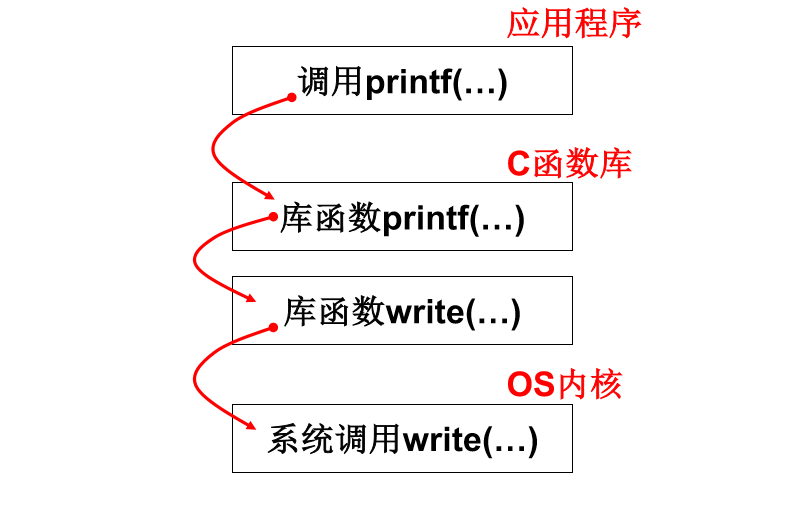 应用程序
调用printf(…)
C函数库
库函数printf(…)
库函数write(…)
OS内核
系统调用write(…)